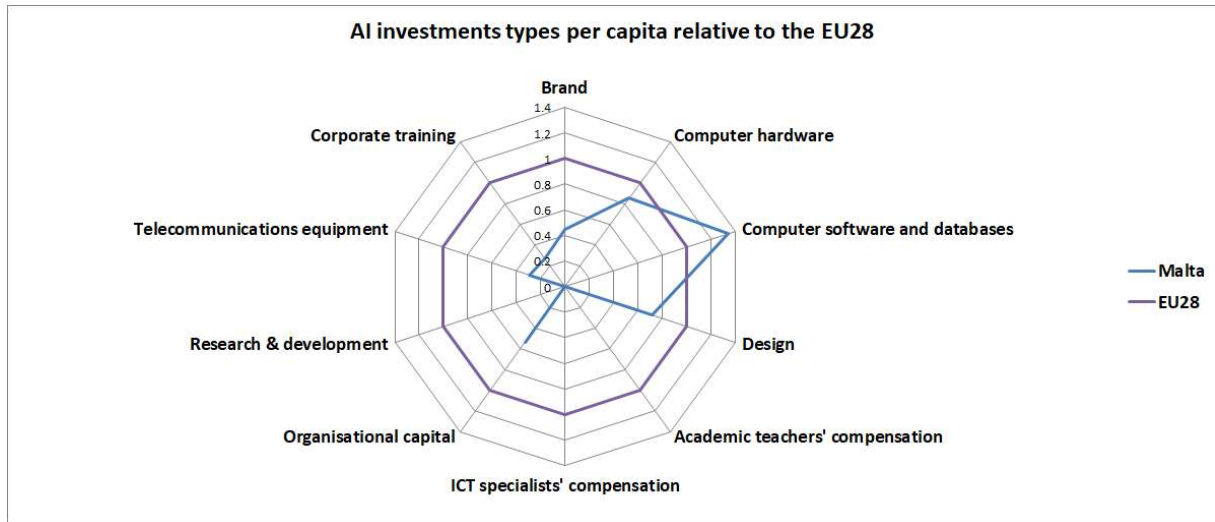 AI investments types per capita relative to the EU28
Brand
1.4
1.2
1
0.8
0.6
0.4
0.2
0
Corporate training
Computer hardware
Telecommunications equipment
Computer software and databases
Malta
EU28
Research & development
Design
Organisational capital
Academic teachers' compensation
ICT specialists' compensation